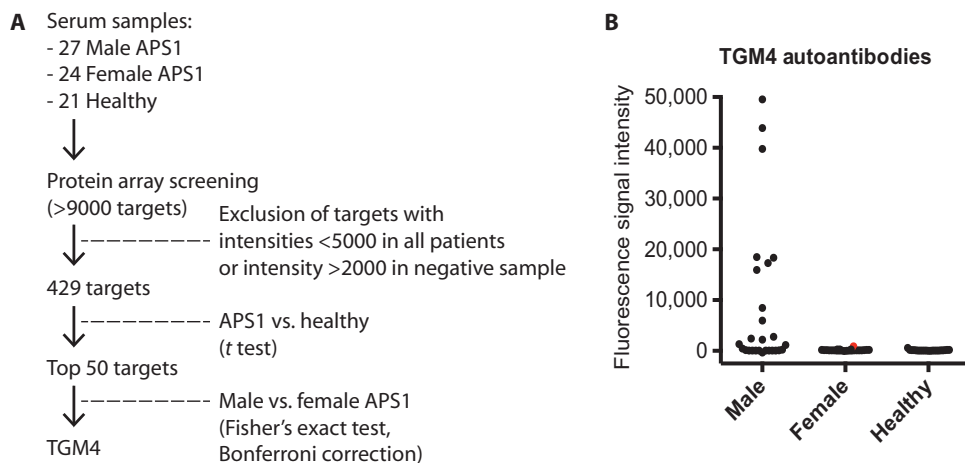 A
Serum samples:
- 27 Male APS1
- 24 Female APS1
- 21 Healthy
Protein array screening
(>9000 targets)
Exclusion of targets with
intensities <5000 in all patients
or intensity >2000 in negative sample
429 targets
APS1 vs. healthy
(t test)
Top 50 targets
Male vs. female APS1
(Fisher’s exact test,
Bonferroni correction)
TGM4
B
TGM4 autoantibodies
Fluorescence signal intensity
50,000
40,000
30,000
20,000
10,000
0
Male
Female
Healthy